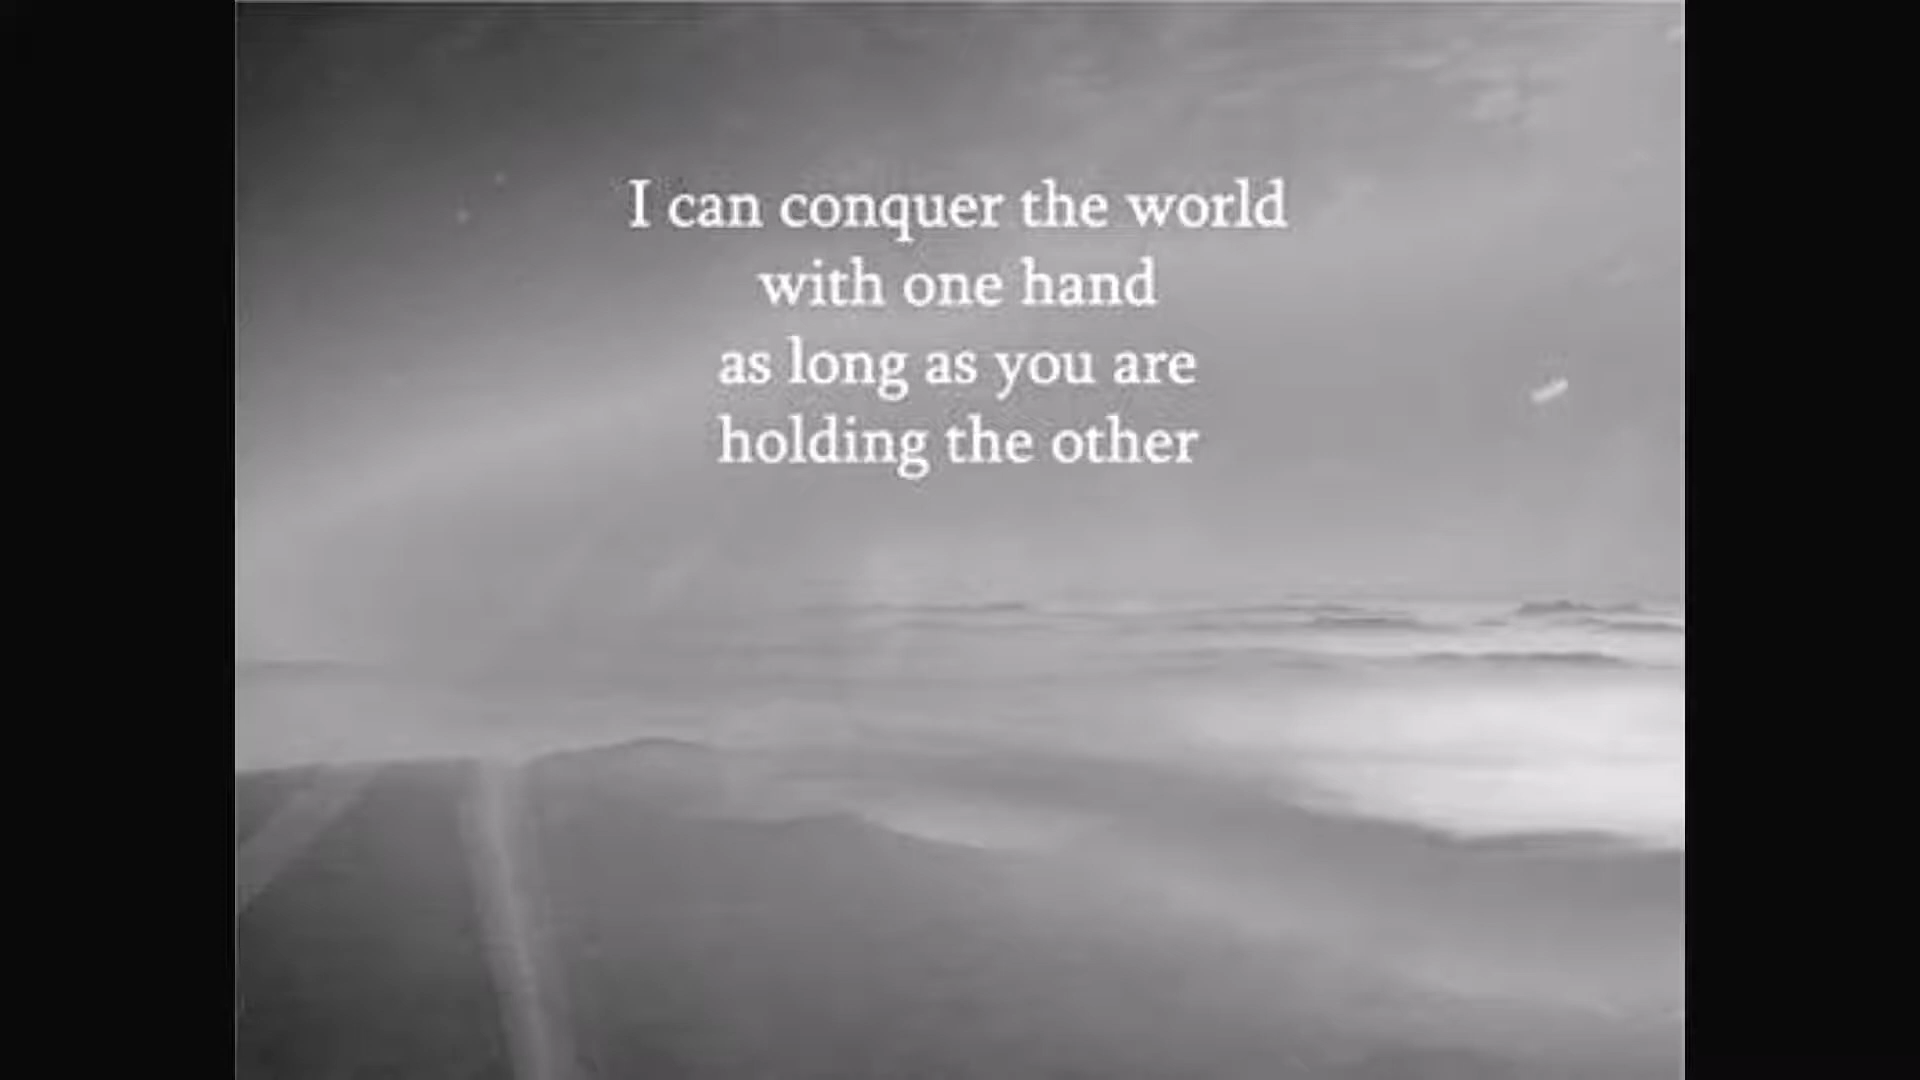 I can conquer the world
with one hand
as long as you are
holding the other